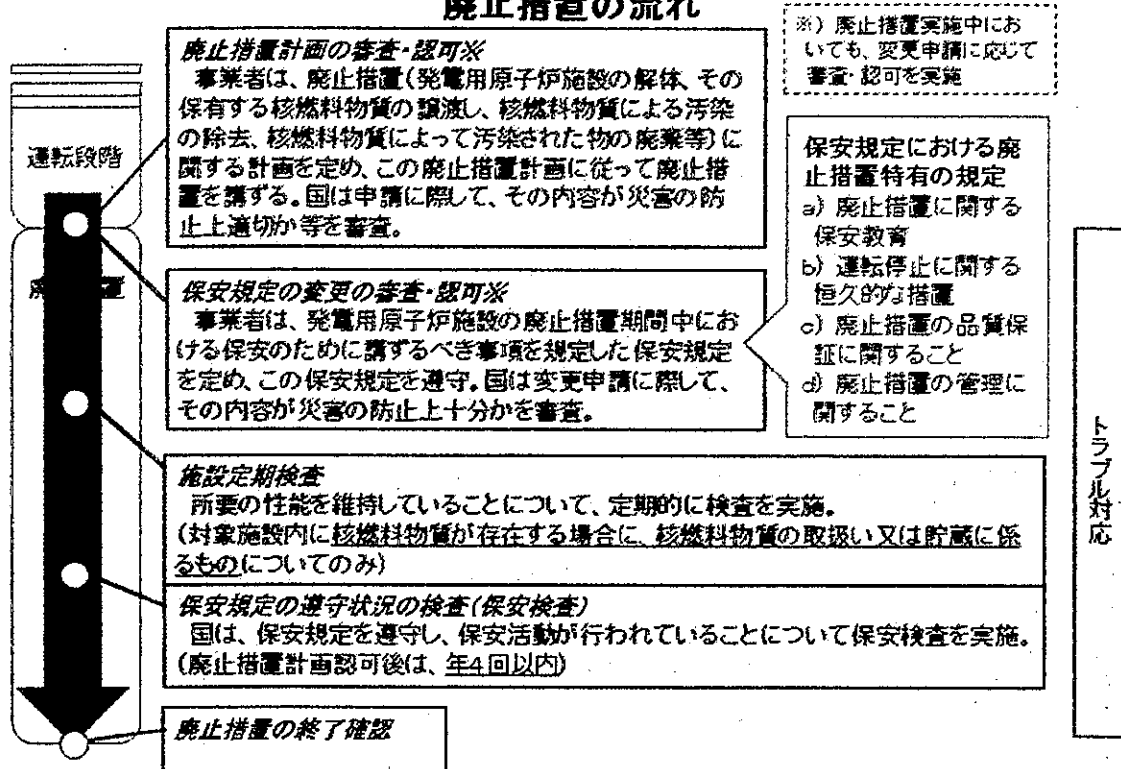 廃止措置の流れ
※）廃止措置実施中にお
いても、変更申請に応じて
審査・認可を実施
廃止措置計画の審査・認可※
事業者は、廃止措置（発電用原子炉施設の解体、その
保有する核燃料物質の譲渡し、核燃料物質による汚染
の除去、核燃料物質によって汚染された物の廃棄等）に
関する計画を定め、この廃止措置計画に従って廃止措
置を講ずる。国は申請に際して、その内容が災害の防
止上適切か等を審査。
運転段階
廃 置
保安規定の変更の審査・認可※
事業者は、発電用原子炉施設の廃止措置期間中にお
ける保安のために講ずるべき事項を規定した保安規定
を定め、この保安規定を遵守。国は変更申請に際して、
その内容が災害の防止上十分かを審査。
保安規定における廃
止措置特有の規定
a）廃止措置に関する
保安教育
b）運転停止に関する
恒久的な措置
c）廃止措置の品質保
証に関すること
d）廃止措置の管理に
関すること
施設定期検査
所要の性能を維持していることについて、定期的に検査を実施。
（対象施設内に核燃料物質が存在する場合に、核燃料物質の取扱い又は貯蔵に係
るものについてのみ）
保安規定の遵守状況の検査（保安検査）
国は、保安規定を遵守し、保安活動が行われていることについて保安検査を実施。
（廃止措置計画認可後は、年4回以内）
廃止措置の終了確認
トラブル対応